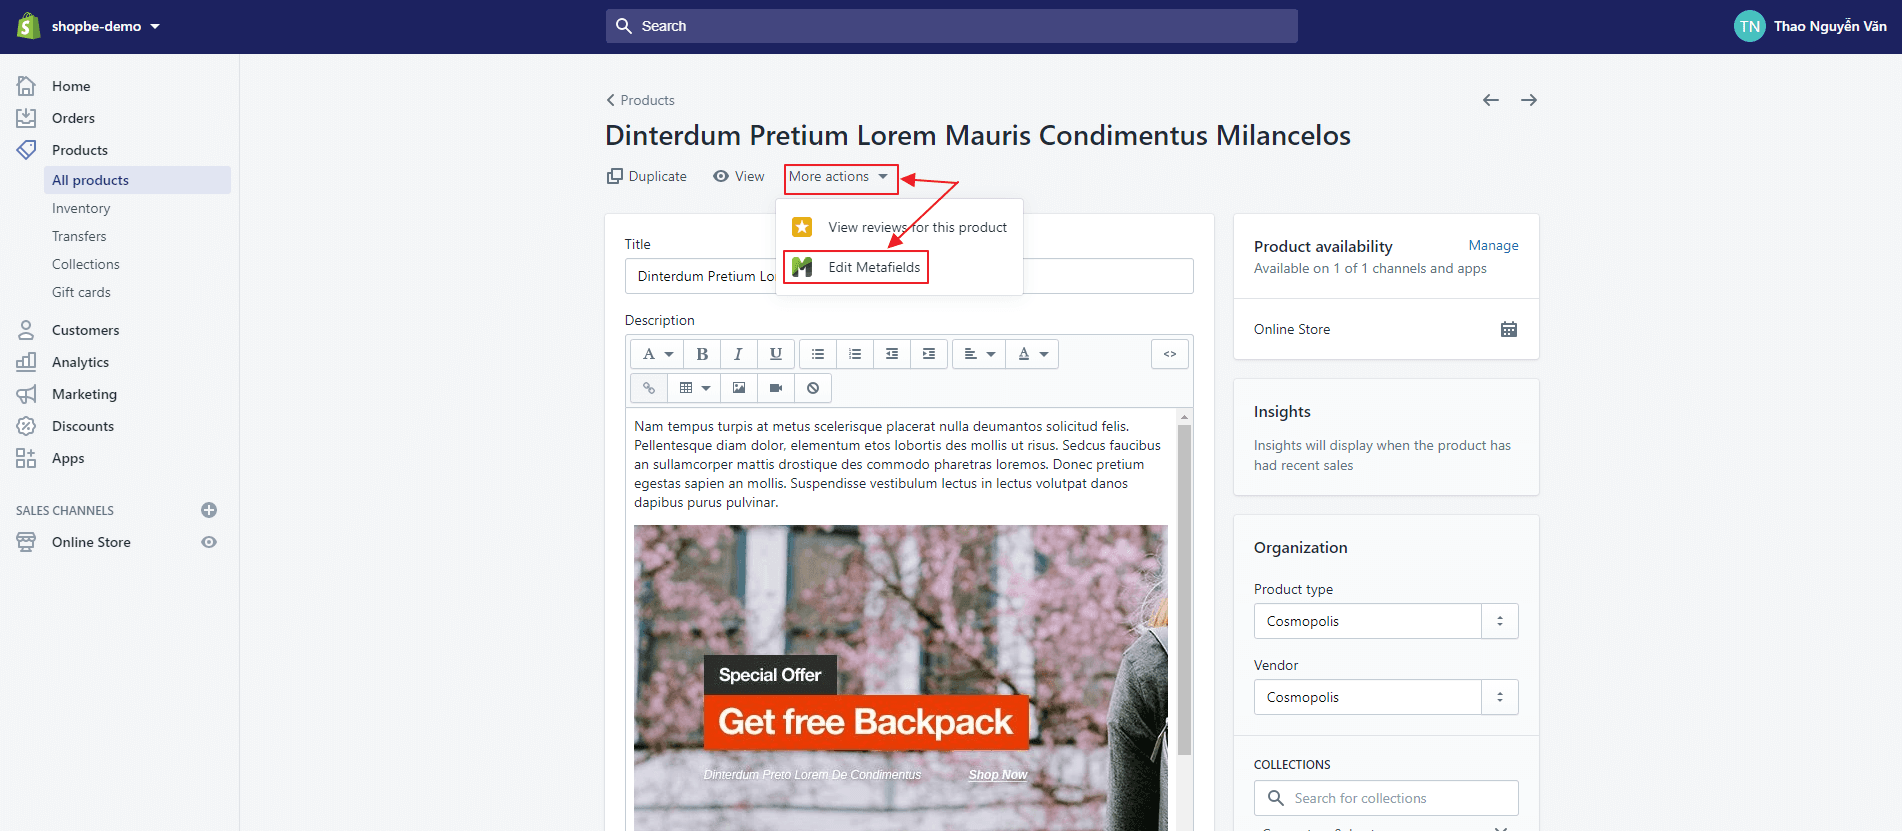 shopbe-demo
Search
TN Thao Nguyễn Văn
Home
Orders
Products
All products
Inventory
Transfers
Collections
Gift cards
Customers
Analytics
Marketing
Discounts
Apps
SALES CHANNELS
Online Store
Products
Dinterdum Pretium Lorem Mauris Condimentus Milancelos
Duplicate View More actions
View reviews for this product
Edit Metafields
Title
Dinterdum Pretium Lo
Description
A B I U A <>
Nam tempus turpis at metus scelerisque placerat nulla deumantos solicitud felis.
Pellentesque diam dolor, elementum etos lobortis des mollis ut risus. Sedcus faucibus
an sullamcorper mattis drostique des commodo pharetras loremos. Donec pretium
egestas sapien an mollis. Suspendisse vestibulum lectus in lectus volutpat danos
dapibus purus pulvinar.
Special Offer
Get free Backpack
Dinterdum Preto Lorem De Condimentus Shop Now
Product availability Manage
Available on 1 of 1 channels and apps
Online Store
Insights
Insights will display when the product has
had recent sales
Organization
Product type
Cosmopolis
Vendor
Cosmopolis
COLLECTIONS
Search for collections